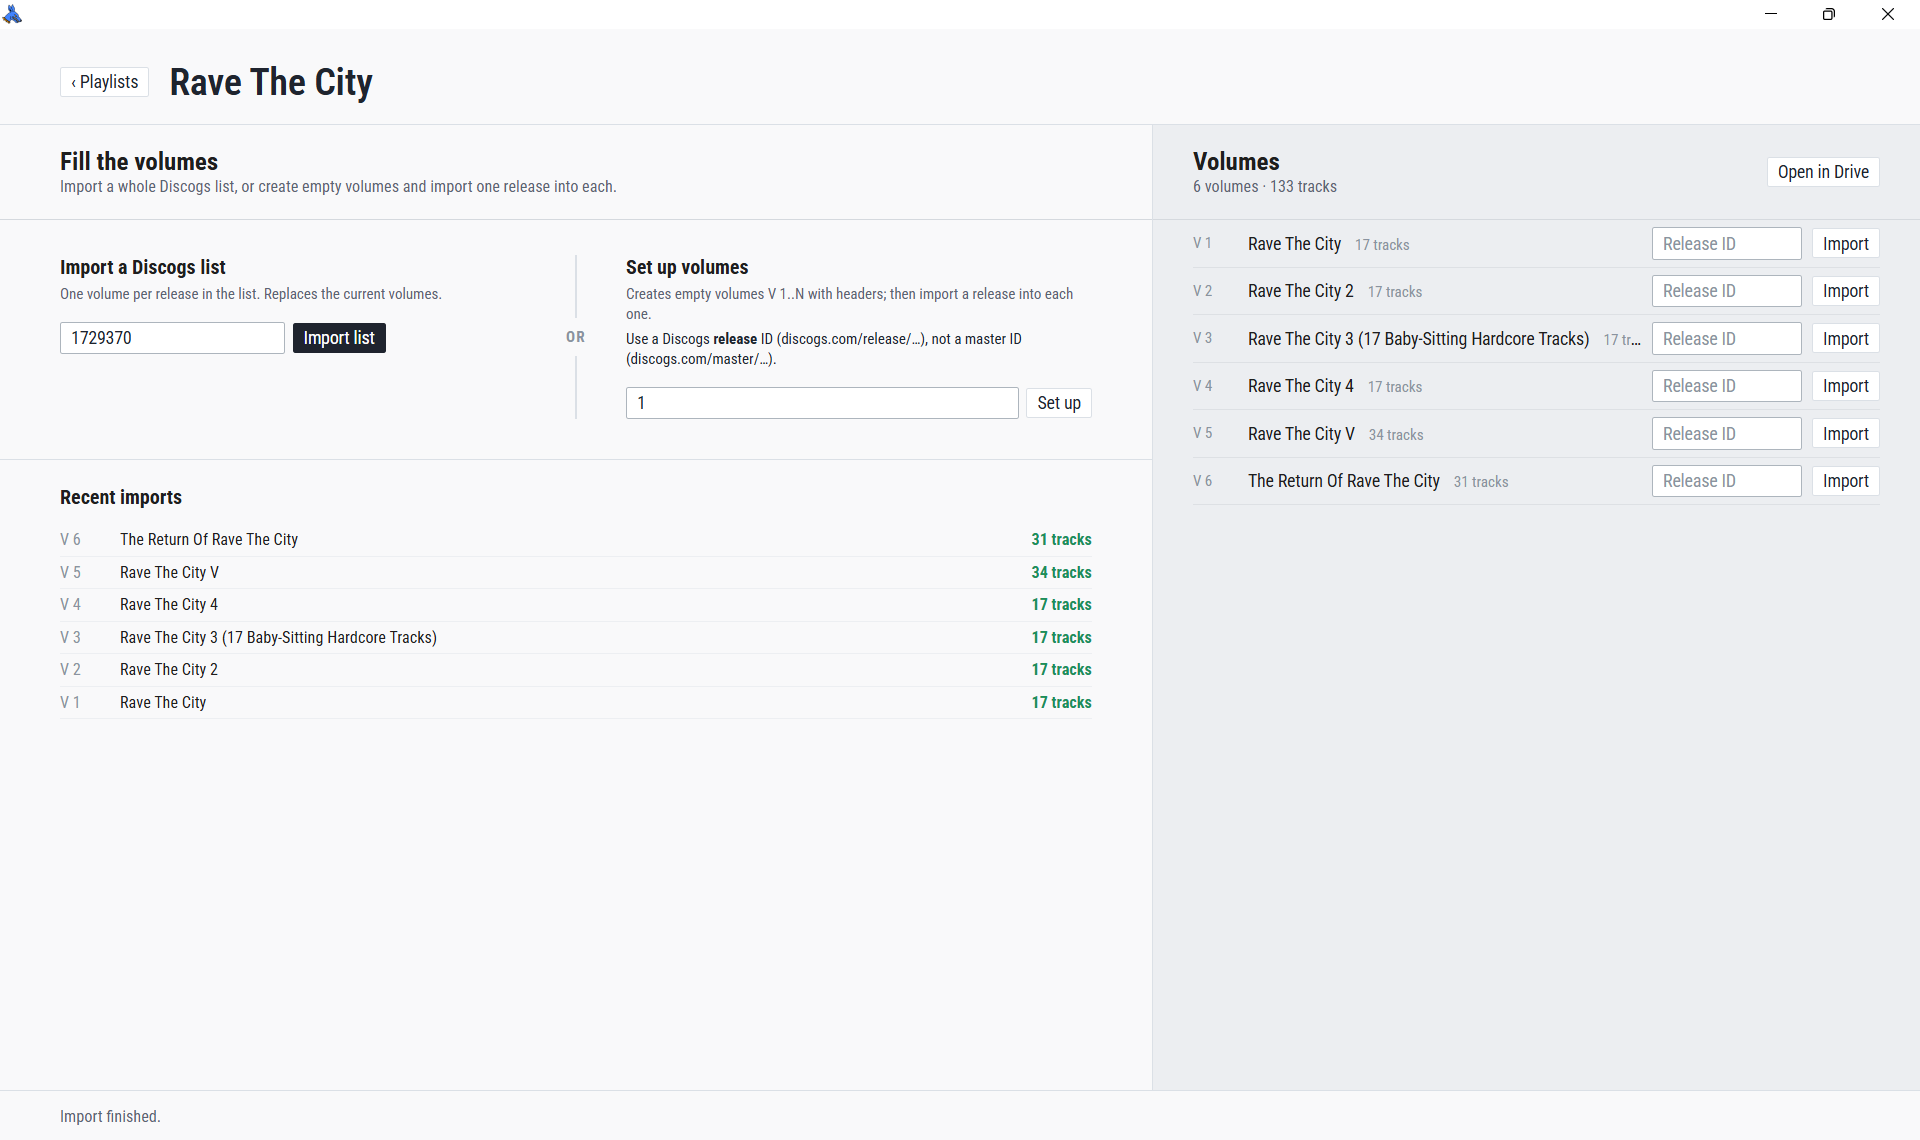 ‹ Playlists
Rave The City
Fill the volumes
Import a whole Discogs list, or create empty volumes and import one release into each.
Import a Discogs list
One volume per release in the list. Replaces the current volumes.
1729370
Import list
OR
Set up volumes
Creates empty volumes V 1..N with headers; then import a release into each
one.
Use a Discogs release ID (discogs.com/release/...), not a master ID
(discogs.com/master/...).
1
Set up
Recent imports
V 6 The Return Of Rave The City 31 tracks
V 5 Rave The City V 34 tracks
V 4 Rave The City 4 17 tracks
V 3 Rave The City 3 (17 Baby-Sitting Hardcore Tracks) 17 tracks
V 2 Rave The City 2 17 tracks
V 1 Rave The City 17 tracks
Volumes
6 volumes · 133 tracks
Open in Drive
V 1 Rave The City 17 tracks Release ID Import
V 2 Rave The City 2 17 tracks Release ID Import
V 3 Rave The City 3 (17 Baby-Sitting Hardcore Tracks) 17 tr... Release ID Import
V 4 Rave The City 4 17 tracks Release ID Import
V 5 Rave The City V 34 tracks Release ID Import
V 6 The Return Of Rave The City 31 tracks Release ID Import
Import finished.